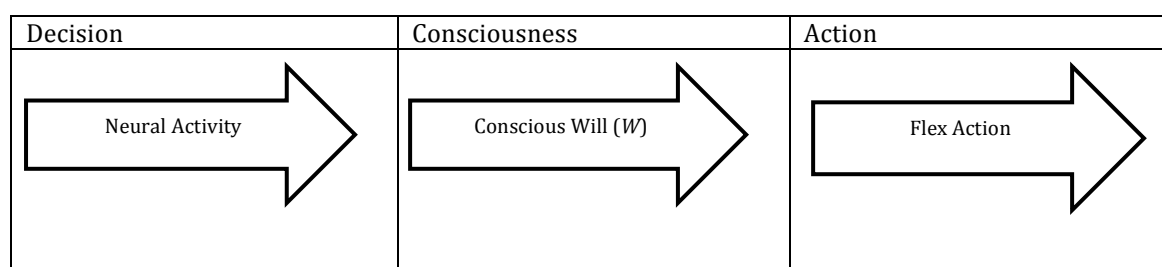 Decision Consciousness Action
Neural Activity Conscious Will (W) Flex Action